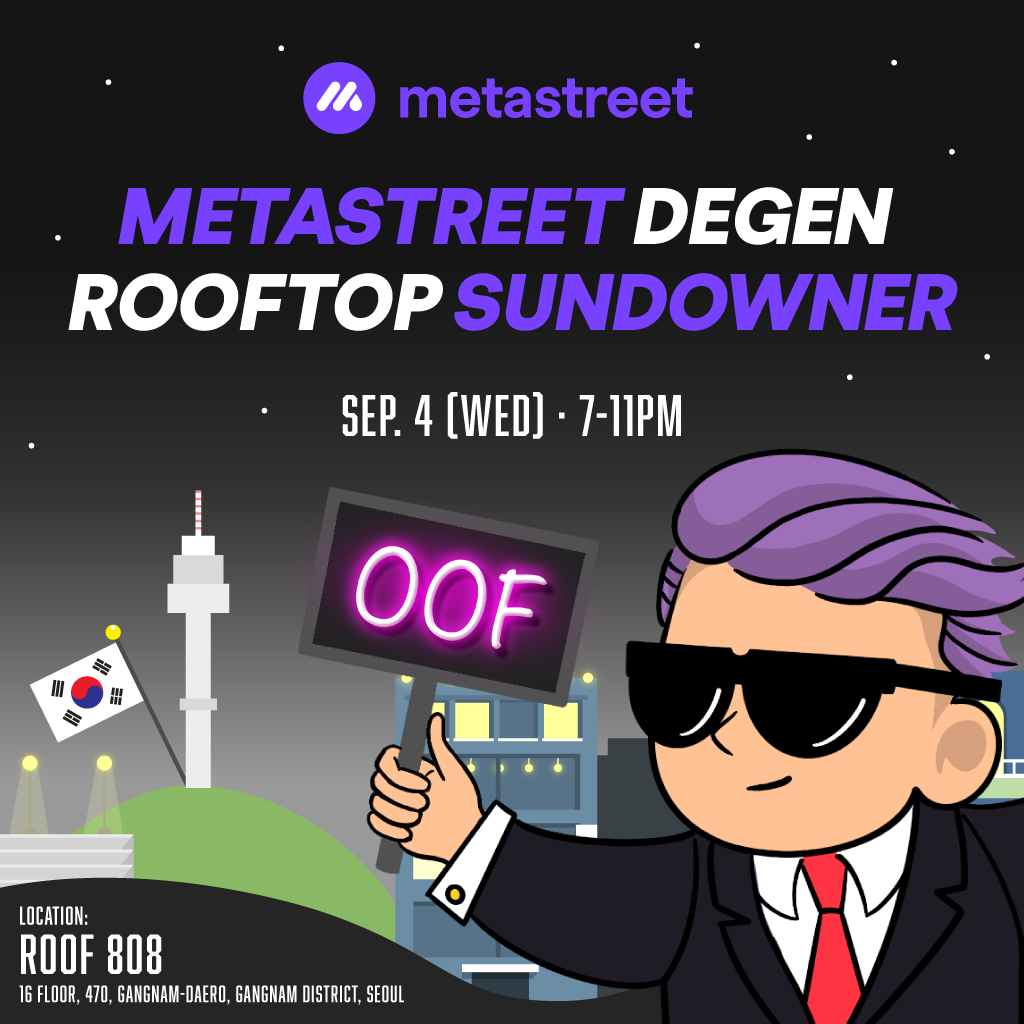 metastreet
METASTREET DEGEN
ROOFTOP SUNDOWNER
SEP. 4 (WED) · 7-11PM
OOF
LOCATION:
ROOF 808
16 FLOOR, 470, GANGNAM-DAERO, GANGNAM DISTRICT, SEOUL